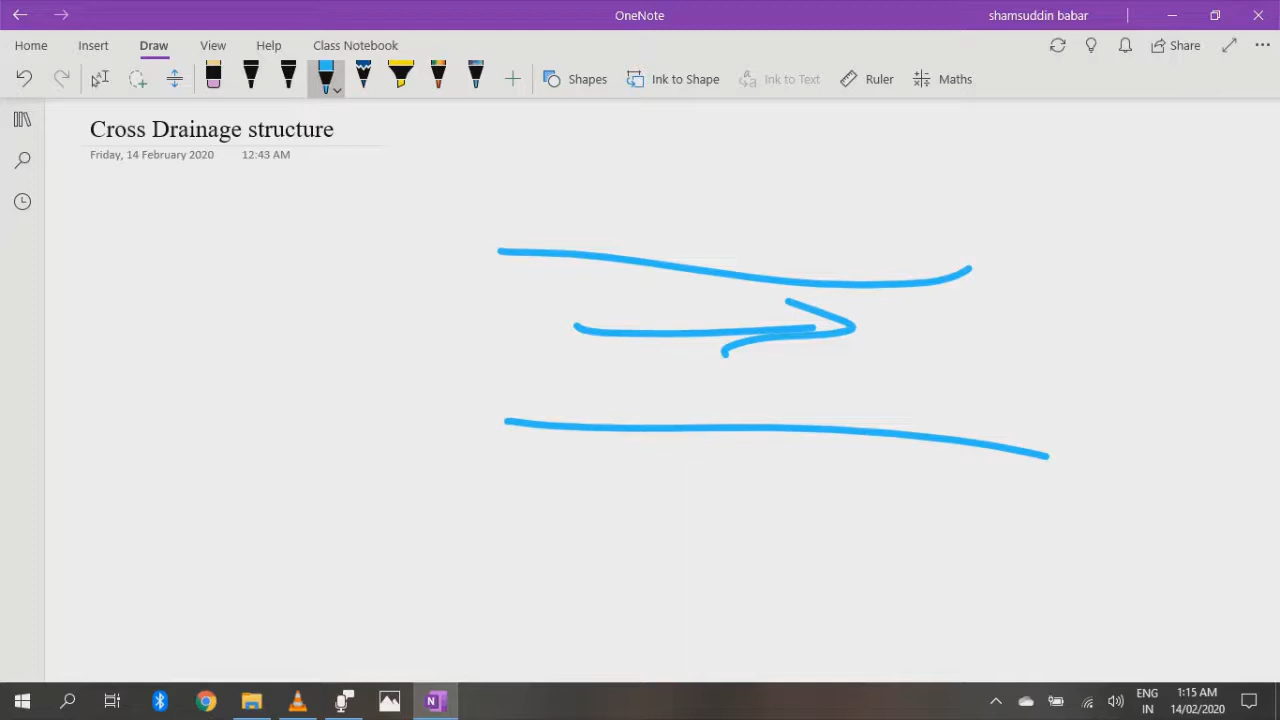 OneNote
shamsuddin babar
Home Insert Draw View Help Class Notebook
Share
Shapes Ink to Shape Ink to Text Ruler Maths
Cross Drainage structure
Friday, 14 February 2020 12:43 AM
ENG 1:15 AM
IN 14/02/2020